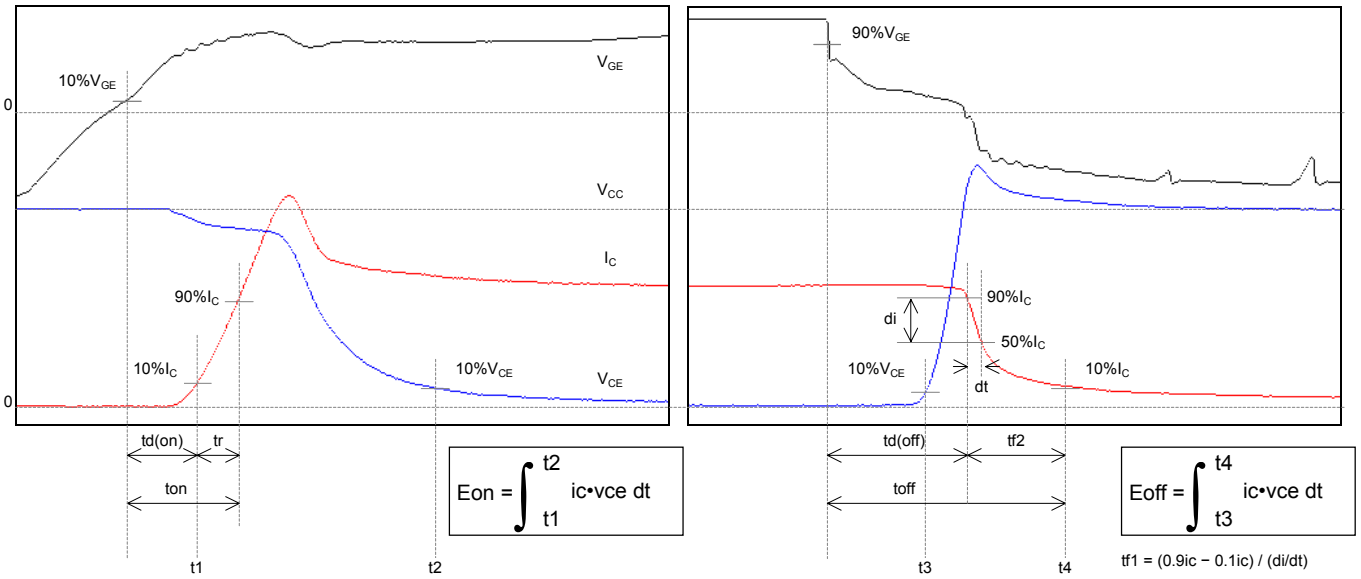 10%VGE
VGE
0
VCC
IC
90%IC
10%IC
10%VCE
VCE
0
td(on)
tr
ton
t1
t2
Eon = ∫ t2 t1 ic•vce dt
90%VGE
90%IC
di
50%IC
10%VCE
dt
10%IC
td(off)
tf2
toff
t3
t4
Eoff = ∫ t4 t3 ic•vce dt
tf1 = (0.9ic − 0.1ic) / (di/dt)